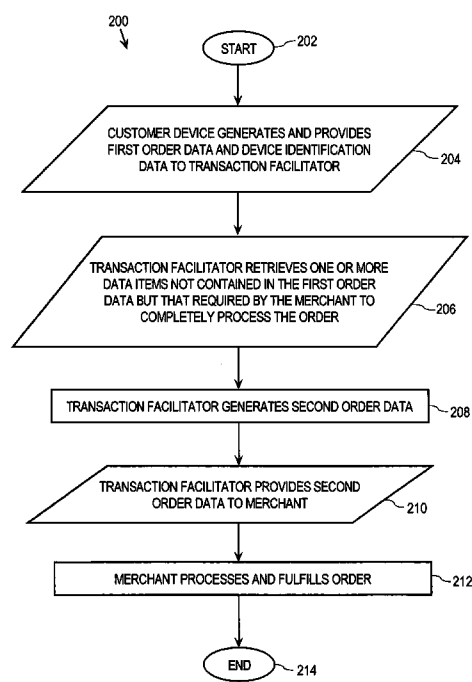 200
START
202
CUSTOMER DEVICE GENERATES AND PROVIDES
FIRST ORDER DATA AND DEVICE IDENTIFICATION
DATA TO TRANSACTION FACILITATOR
204
TRANSACTION FACILITATOR RETRIEVES ONE OR MORE
DATA ITEMS NOT CONTAINED IN THE FIRST ORDER
DATA BUT THAT REQUIRED BY THE MERCHANT TO
COMPLETELY PROCESS THE ORDER
206
TRANSACTION FACILITATOR GENERATES SECOND ORDER DATA
208
TRANSACTION FACILITATOR PROVIDES SECOND
ORDER DATA TO MERCHANT
210
MERCHANT PROCESSES AND FULFILLS ORDER
212
END
214